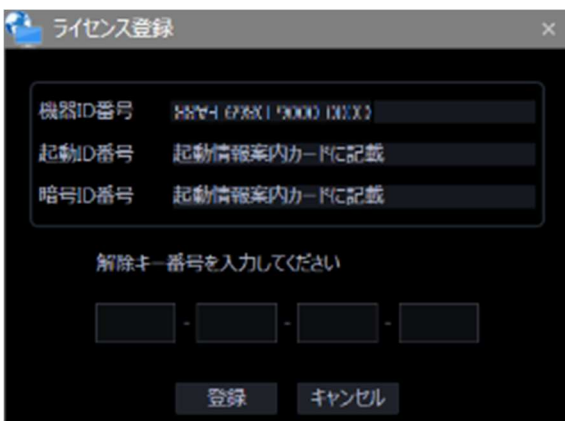 ライセンス登録
機器ID番号
起動ID番号 起動情報案内カードに記載
暗号ID番号 起動情報案内カードに記載
解除キー番号を入力してください
- - -
登録 キャンセル